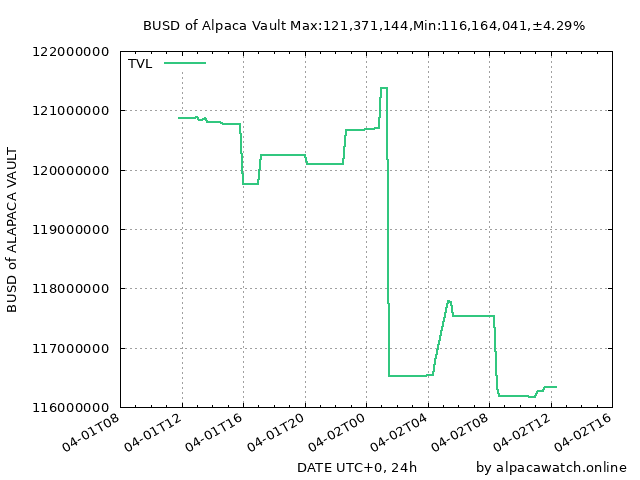 BUSD of Alpaca Vault Max:121,371,144,Min:116,164,041,±4.29%
122000000
TVL
121000000
120000000
119000000
118000000
117000000
116000000
BUSD of ALAPACA VAULT
04-01T08
04-01T12
04-01T16
04-01T20
04-02T00
04-02T04
04-02T08
04-02T12
04-02T16
DATE UTC+0, 24h
by alpacawatch.online